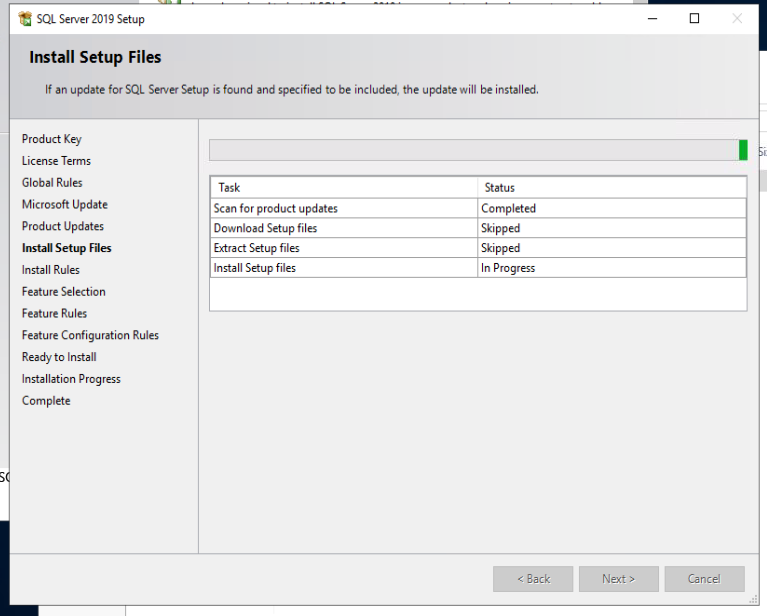 SQL Server 2019 Setup
Install Setup Files
If an update for SQL Server Setup is found and specified to be included, the update will be installed.
Product Key
License Terms
Global Rules
Microsoft Update
Product Updates
Install Setup Files
Install Rules
Feature Selection
Feature Rules
Feature Configuration Rules
Ready to Install
Installation Progress
Complete
Task Status
Scan for product updates Completed
Download Setup files Skipped
Extract Setup files Skipped
Install Setup files In Progress
< Back Next > Cancel